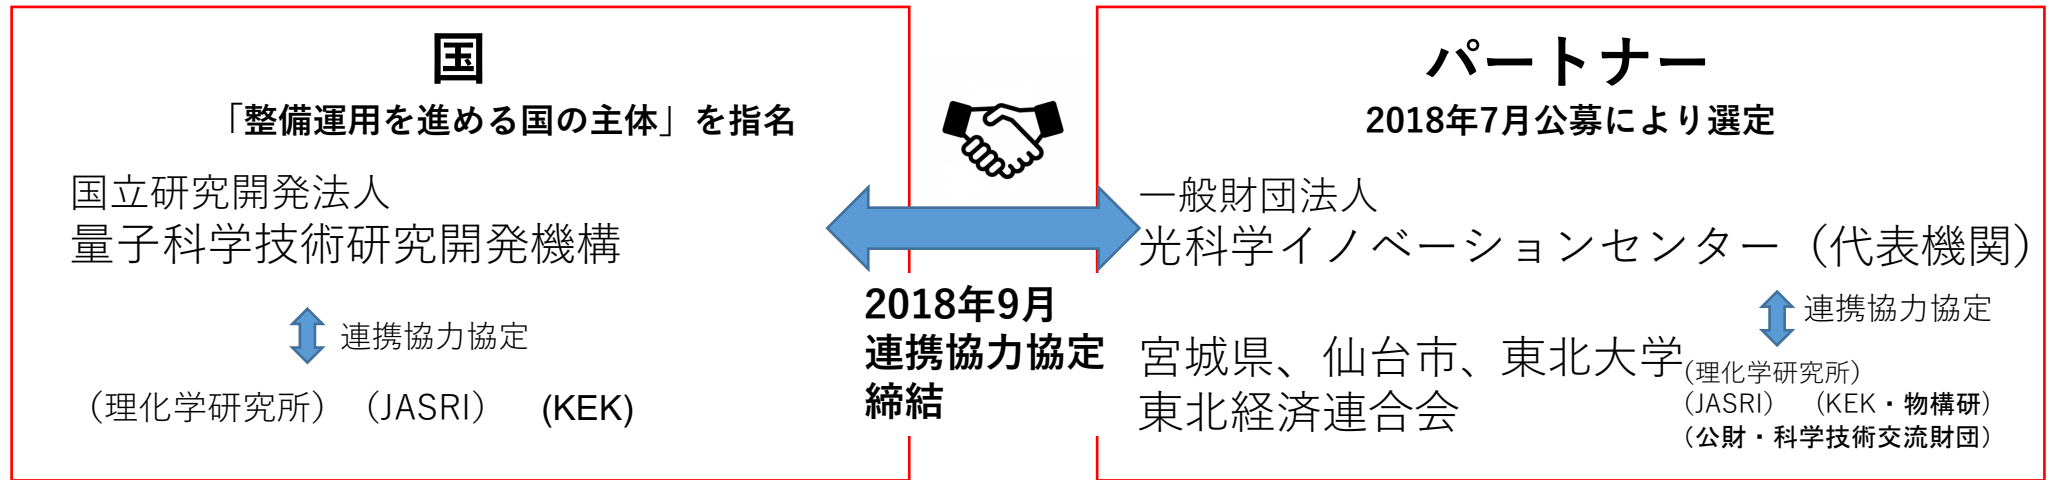 国
「整備運用を進める国の主体」を指名
国立研究開発法人
量子科学技術研究開発機構
連携協力協定
（理化学研究所）（JASRI） (KEK)
2018年9月
連携協力協定
締結
パートナー
2018年7月公募により選定
一般財団法人
光科学イノベーションセンター（代表機関）
連携協力協定
宮城県、仙台市、東北大学
東北経済連合会
（理化学研究所）
（JASRI） （KEK・物構研）
（公財・科学技術交流財団）